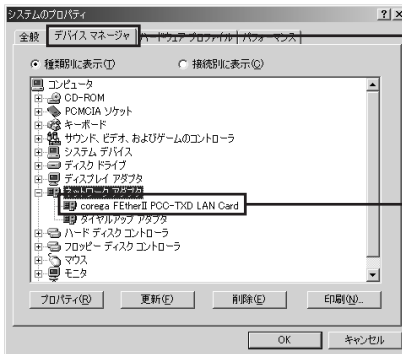 システムのプロパティ
全般 デバイス マネージャ ハードウェア プロファイル パフォーマンス
種類別に表示(T) 接続別に表示(C)
コンピュータ
CD-ROM
PCMCIA ソケット
キーボード
サウンド、ビデオ、およびゲームのコントローラ
システム デバイス
ディスク ドライブ
ディスプレイ アダプタ
ネットワーク アダプタ
corega FEtherII PCC-TXD LAN Card
ダイヤルアップ アダプタ
ハード ディスク コントローラ
フロッピー ディスク コントローラ
マウス
モニタ
プロパティ(R) 更新(F) 削除(E) 印刷(N)...
OK キャンセル